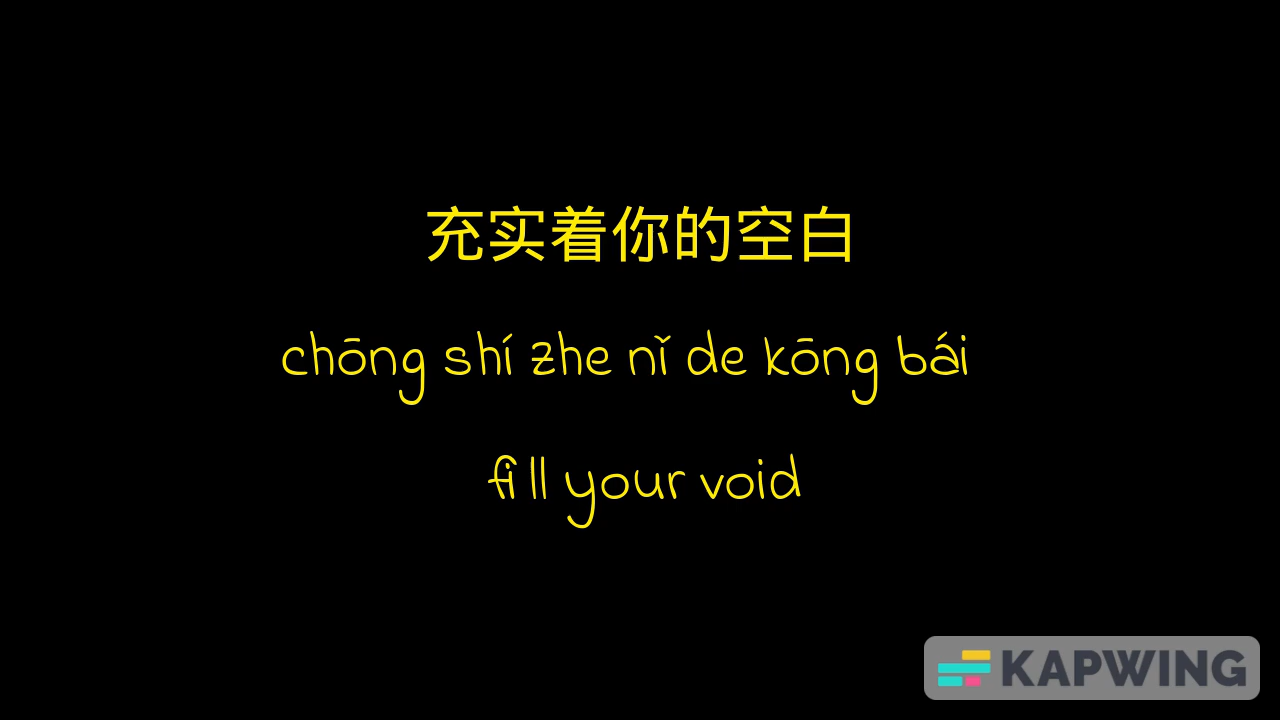 充实着你的空白
chōng shí zhe nǐ de kōng bái
fill your void
KAPWING